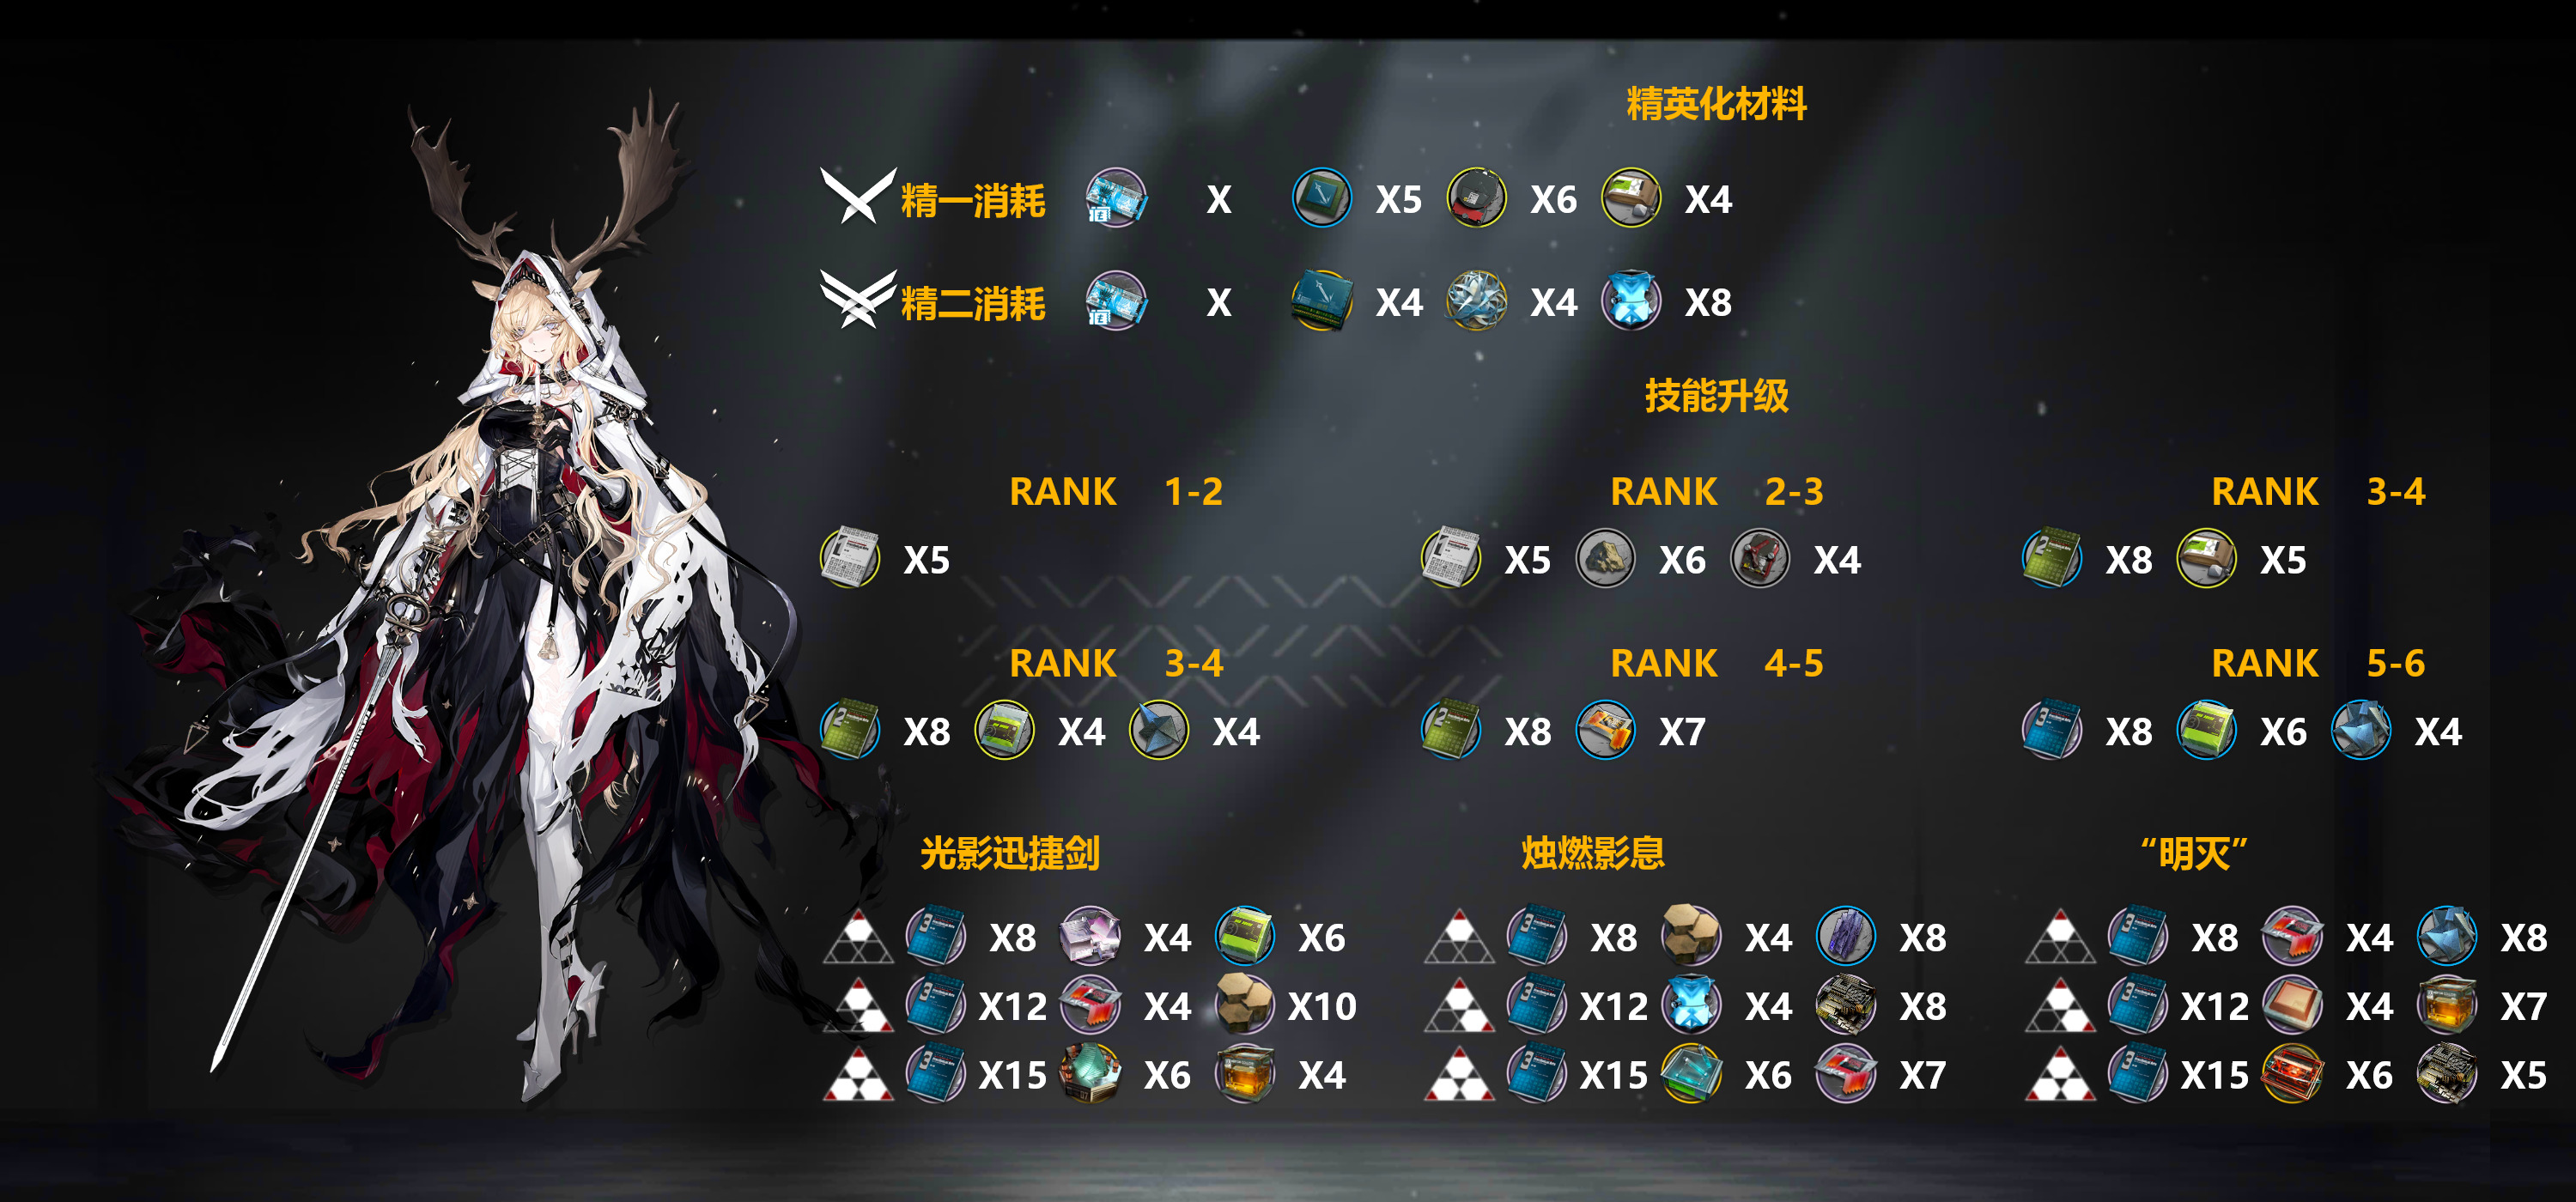 精英化材料
精一消耗 X X5 X6 X4
精二消耗 X X4 X4 X8
技能升级
RANK 1-2 RANK 2-3 RANK 3-4
X5 X5 X6 X4 X8 X5
RANK 3-4 RANK 4-5 RANK 5-6
X8 X4 X4 X8 X7 X8 X6 X4
光影迅捷剑 烛燃影息 “明灭”
X8 X4 X6 X8 X4 X8 X8 X4 X8
X12 X4 X10 X12 X4 X8 X12 X4 X7
X15 X6 X4 X15 X6 X7 X15 X6 X5